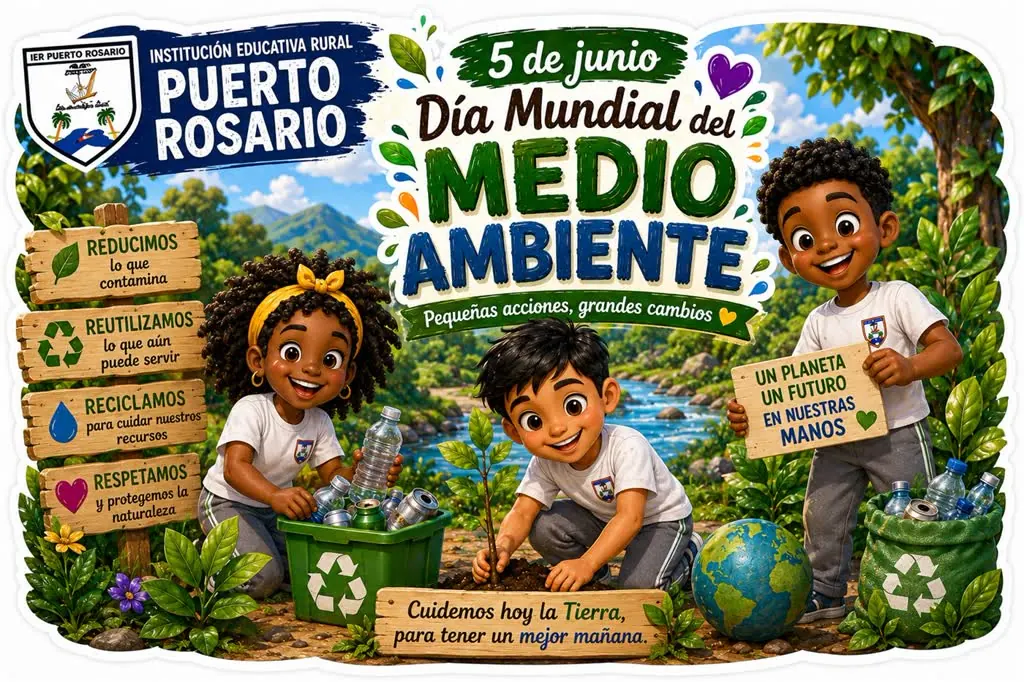 IER PUERTO ROSARIO
INSTITUCIÓN EDUCATIVA RURAL
PUERTO
ROSARIO
5 de junio
Día Mundial del
MEDIO
AMBIENTE
Pequeñas acciones, grandes cambios
REDUCIMOS
lo que
contamina
REUTILIZAMOS
lo que aún
puede servir
RECICLAMOS
para cuidar nuestros
recursos
RESPETAMOS
y protegemos la
naturaleza
UN PLANETA
UN FUTURO
EN NUESTRAS
MANOS
Cuidemos hoy la Tierra,
para tener un mejor mañana.